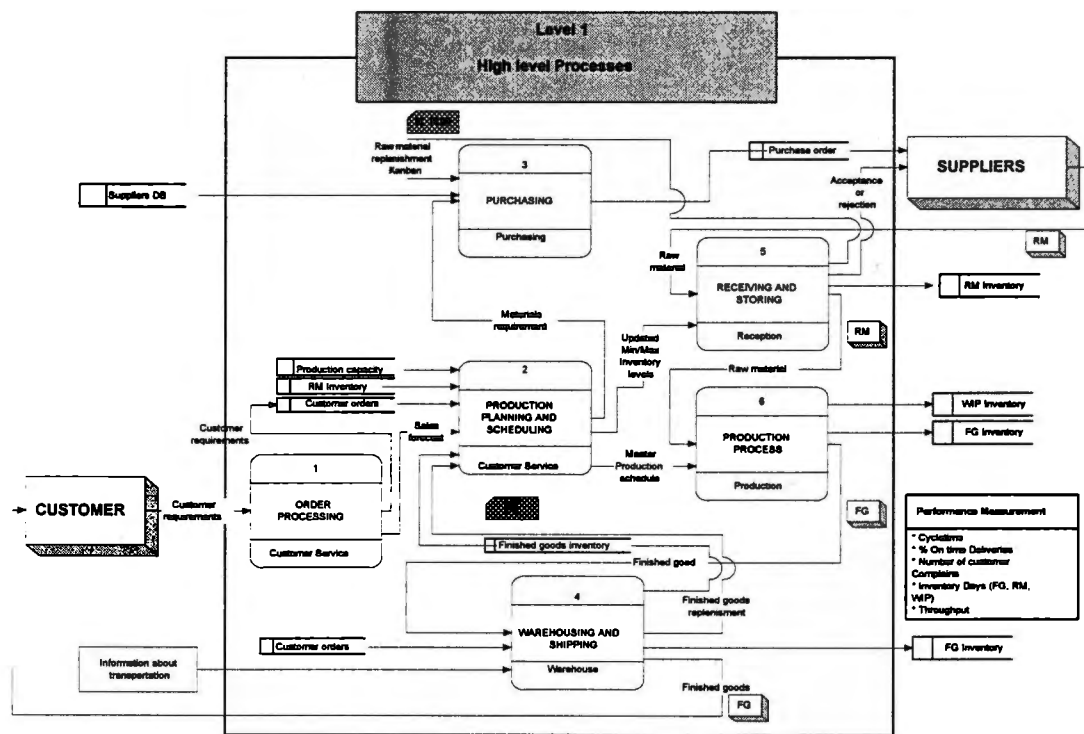 Level 1
High level Processes
Raw material
replenishment
Kanban
3
PURCHASING
Purchasing
Purchase order
SUPPLIERS
Acceptance
or
rejection
Suppliers DB
RM
5
RECEIVING AND
STORING
Reception
Raw
material
RM Inventory
Materials
requirement
Updated
Min/Max
Inventory
levels
RM
Raw material
Production capacity
RM Inventory
Customer orders
2
PRODUCTION
PLANNING AND
SCHEDULING
Customer Service
Customer
requirements
Sales
forecast
6
PRODUCTION
PROCESS
Production
WIP Inventory
FG Inventory
Master
Production
schedule
CUSTOMER
Customer
requirements
1
ORDER
PROCESSING
Customer Service
FG
Performance Measurement
* Cycletime
* % On time Deliveries
* Number of customer
Complains
* Inventory Days (FG, RM,
WIP)
* Throughput
Finished goods inventory
Finished good
4
WAREHOUSING AND
SHIPPING
Warehouse
Finished goods
replenisment
Customer orders
FG Inventory
Information about
transportation
Finished goods
FG